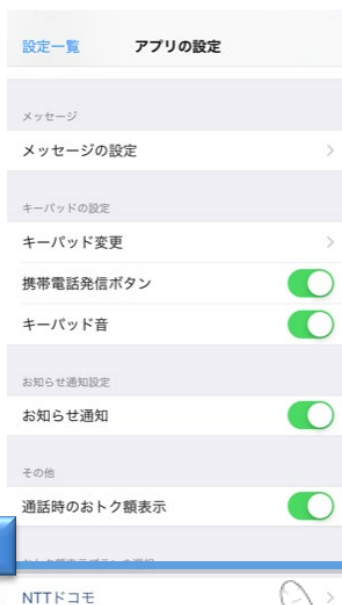 設定一覧 アプリの設定
メッセージ
メッセージの設定
キーパッドの設定
キーパッド変更
携帯電話発信ボタン
キーパッド音
お知らせ通知設定
お知らせ通知
その他
通話時のおトク額表示
NTTドコモ